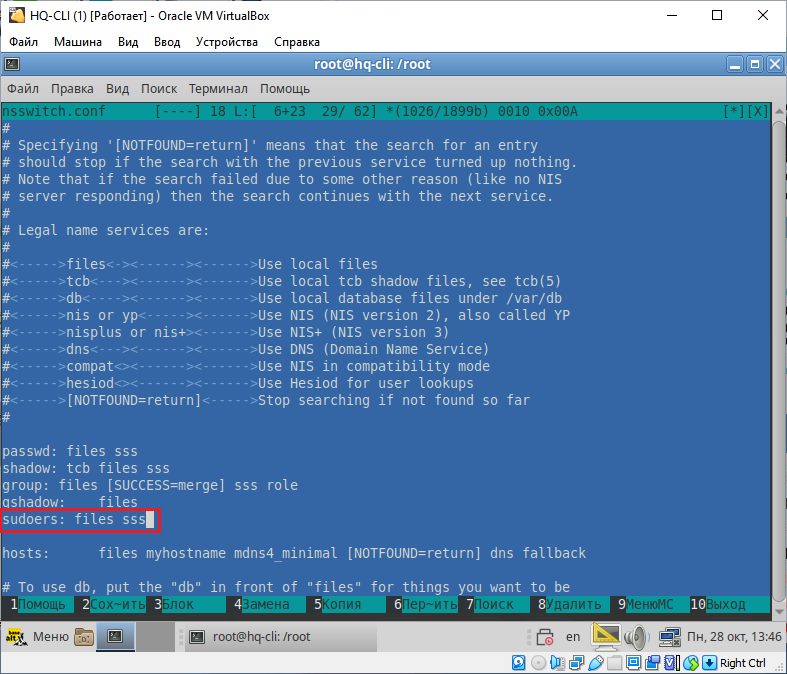 HQ-CLI (1) [Работает] - Oracle VM VirtualBox
Файл Машина Вид Ввод Устройства Справка
root@hq-cli: /root
Файл Правка Вид Поиск Терминал Помощь
nsswitch.conf [----] 18 L:[ 6+23 29/ 62] *(1026/1899b) 0010 0x00A [*][X]
#
# Specifying '[NOTFOUND=return]' means that the search for an entry
# should stop if the search with the previous service turned up nothing.
# Note that if the search failed due to some other reason (like no NIS
# server responding) then the search continues with the next service.
#
# Legal name services are:
#
#<----->files<-><------><------>Use local files
#<----->tcb<---><------><------>Use local tcb shadow files, see tcb(5)
#<----->db<----><------><------>Use local database files under /var/db
#<----->nis or yp<-----><------>Use NIS (NIS version 2), also called YP
#<----->nisplus or nis+><------>Use NIS+ (NIS version 3)
#<----->dns<---><------><------>Use DNS (Domain Name Service)
#<----->compat<><------><------>Use NIS in compatibility mode
#<----->hesiod<><------><------>Use Hesiod for user lookups
#<----->[NOTFOUND=return]<----->Stop searching if not found so far
#
passwd: files sss
shadow: tcb files sss
group: files [SUCCESS=merge] sss role
gshadow: files
sudoers: files sss
hosts: files myhostname mdns4_minimal [NOTFOUND=return] dns fallback
# To use db, put the "db" in front of "files" for things you want to be
1Помощь 2Сох~ить 3Блок 4Замена 5Копия 6Пер~ить 7Поиск 8Удалить 9МенюМС 10Выход
Меню root@hq-cli: /root en Пн, 28 окт, 13:46
Right Ctrl